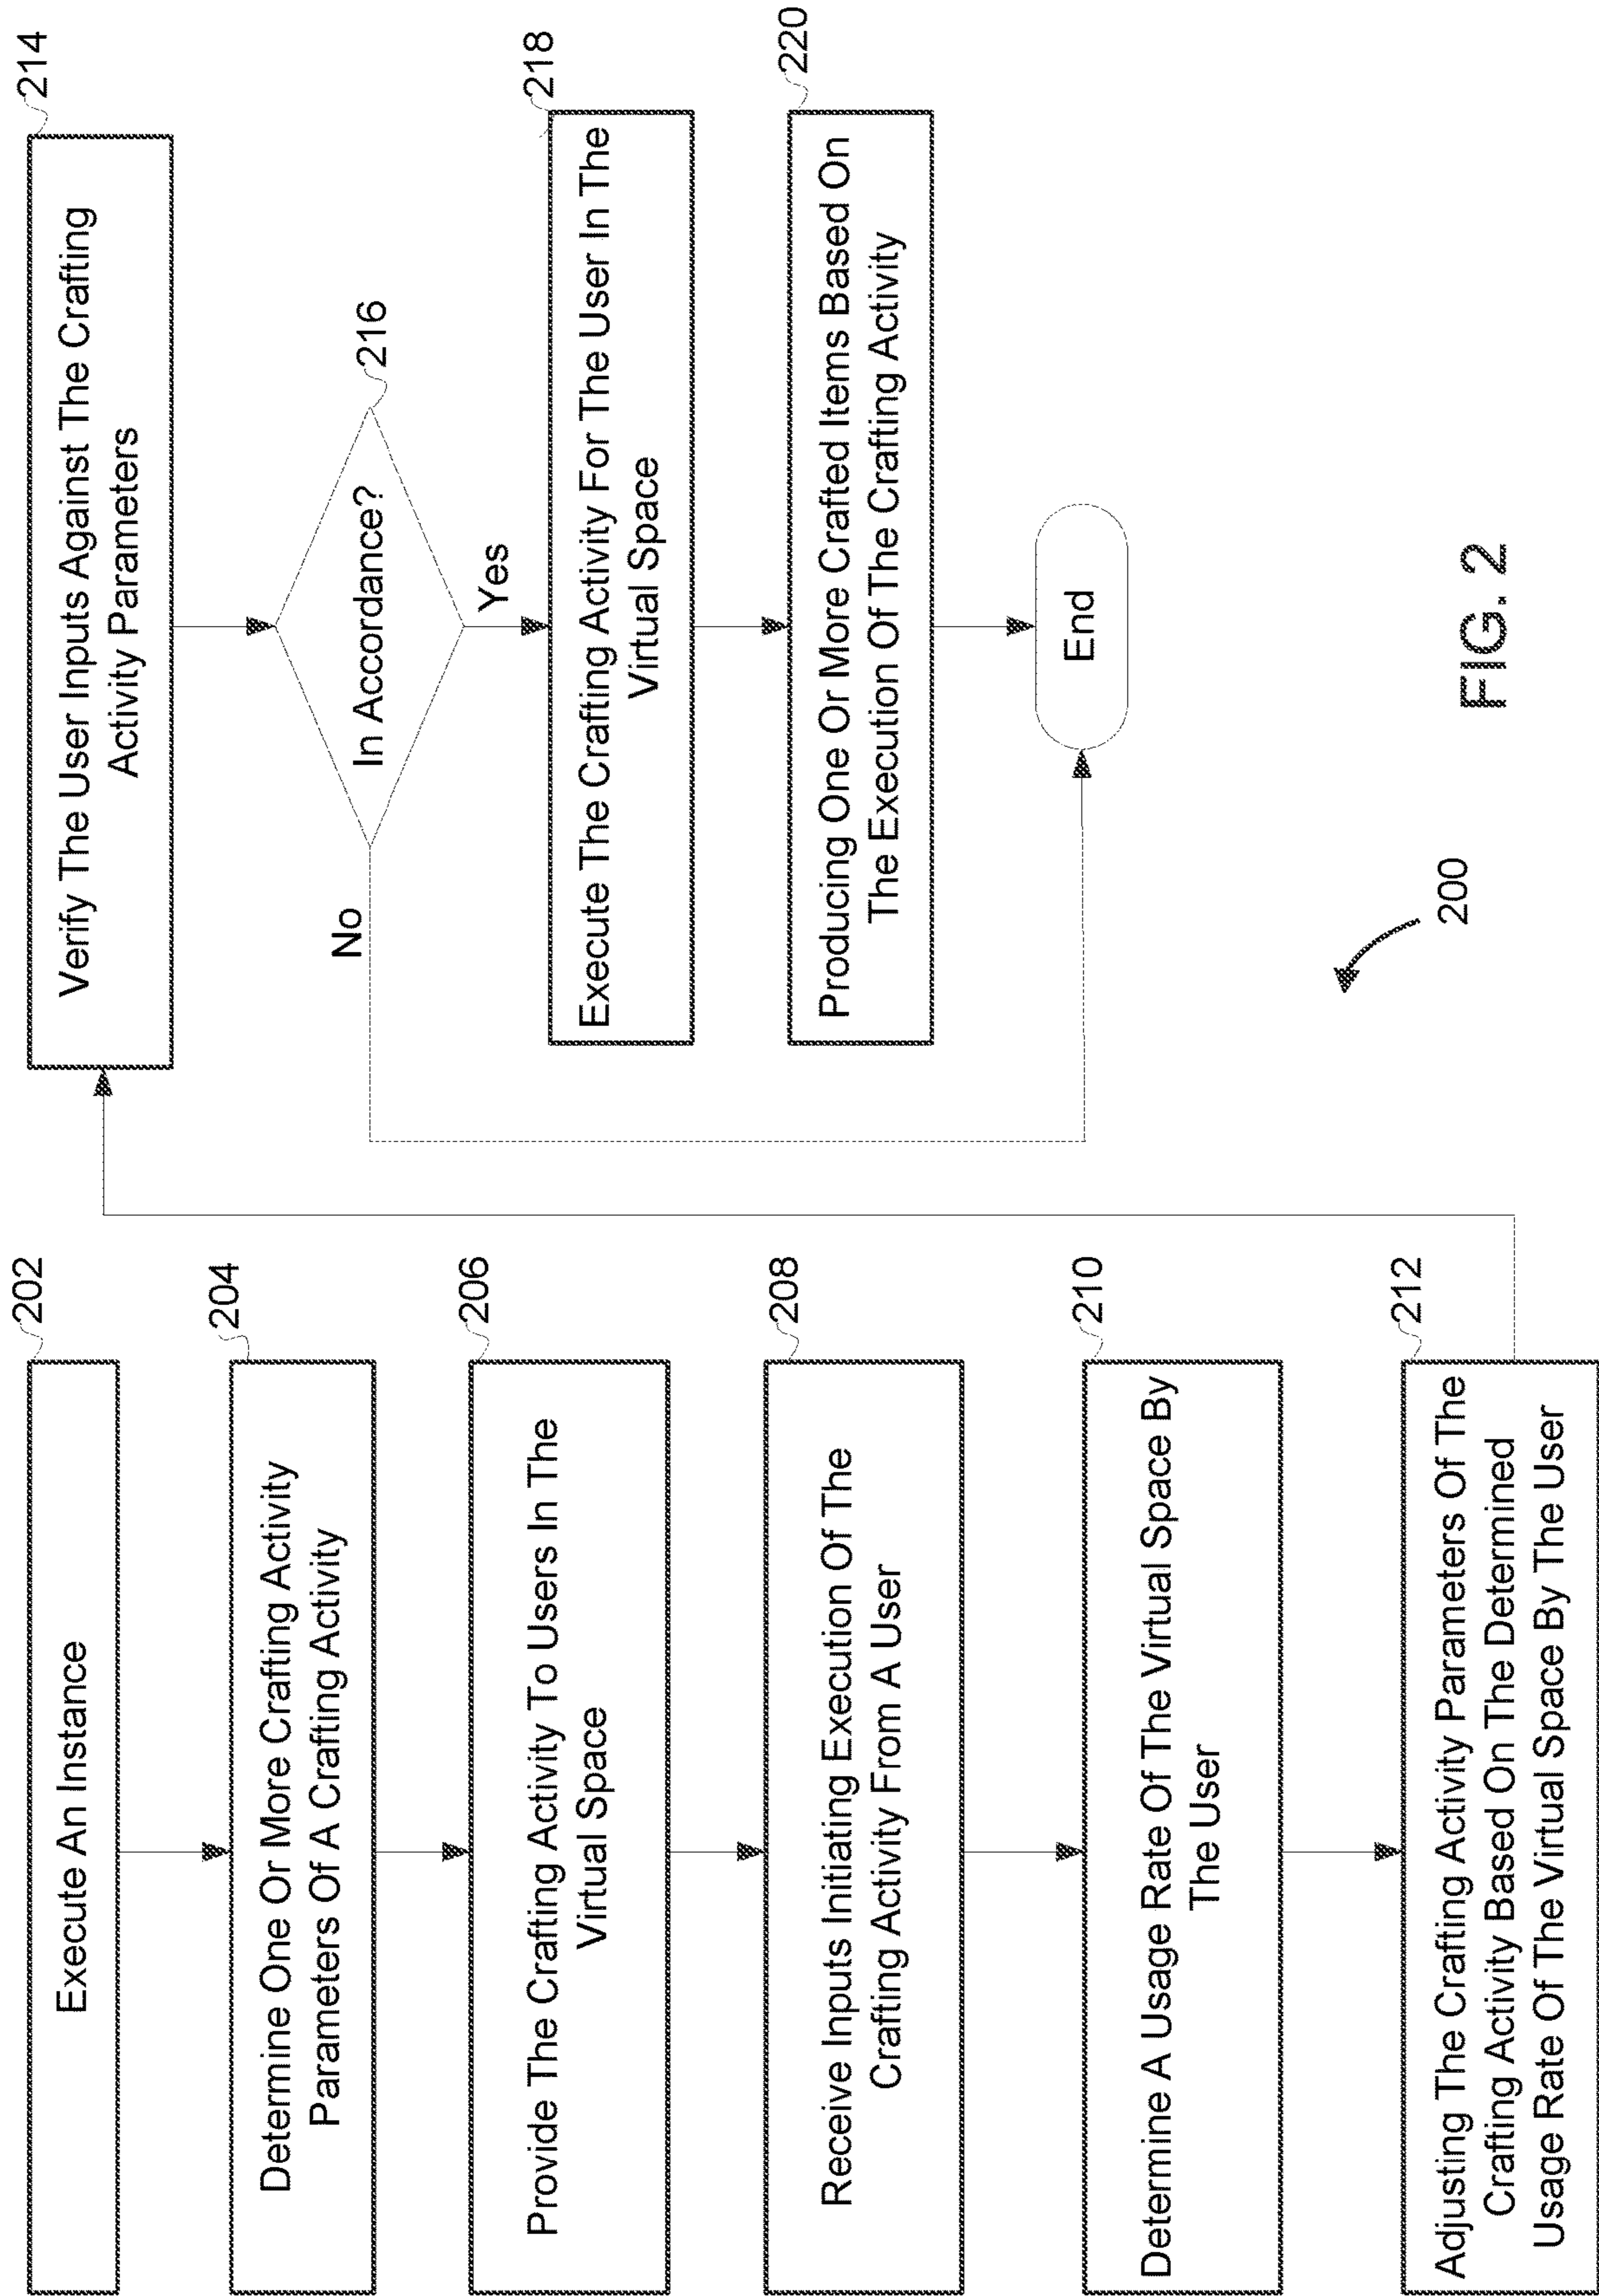 202
Execute An Instance
204
Determine One Or More Crafting Activity
Parameters Of A Crafting Activity
206
Provide The Crafting Activity To Users In The
Virtual Space
208
Receive Inputs Initiating Execution Of The
Crafting Activity From A User
210
Determine A Usage Rate Of The Virtual Space By
The User
212
Adjusting The Crafting Activity Parameters Of The
Crafting Activity Based On The Determined
Usage Rate Of The Virtual Space By The User
214
Verify The User Inputs Against The Crafting
Activity Parameters
216
In Accordance?
No
Yes
218
Execute The Crafting Activity For The User In The
Virtual Space
220
Producing One Or More Crafted Items Based On
The Execution Of The Crafting Activity
End
200
FIG. 2